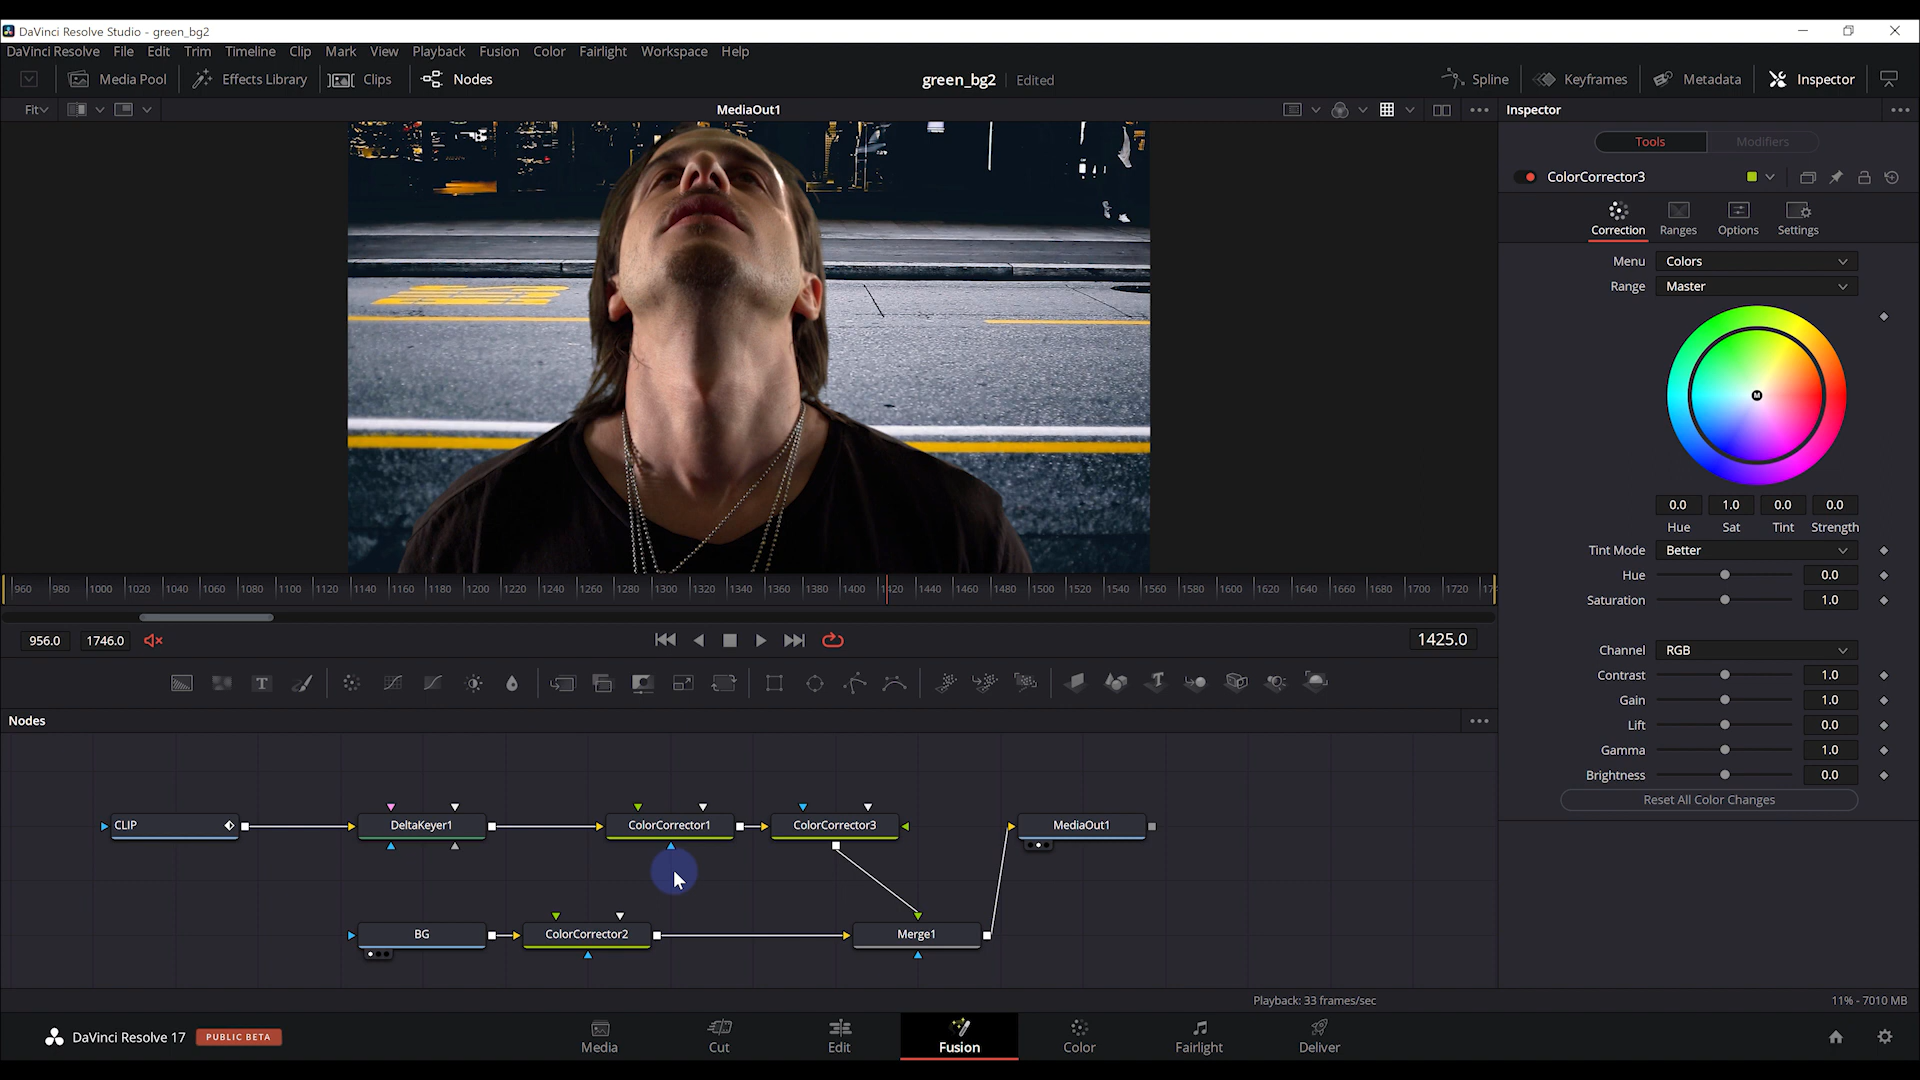 DaVinci Resolve Studio - green_bg2
DaVinci Resolve File Edit Trim Timeline Clip Mark View Playback Fusion Color Fairlight Workspace Help
Media Pool Effects Library Clips Nodes green_bg2 Edited Spline Keyframes Metadata Inspector
Fit MediaOut1 Inspector
Tools Modifiers
ColorCorrector3
Correction Ranges Options Settings
Menu Colors
Range Master
M
0.0 1.0 0.0 0.0
Hue Sat Tint Strength
Tint Mode Better
Hue 0.0
Saturation 1.0
Channel RGB
Contrast 1.0
Gain 1.0
Lift 0.0
Gamma 1.0
Brightness 0.0
Reset All Color Changes
960 980 1000 1020 1040 1060 1080 1100 1120 1140 1160 1180 1200 1220 1240 1260 1280 1300 1320 1340 1360 1380 1400 1420 1440 1460 1480 1500 1520 1540 1560 1580 1600 1620 1640 1660 1680 1700 1720
956.0 1746.0 1425.0
Nodes
CLIP DeltaKeyer1 ColorCorrector1 ColorCorrector3 MediaOut1
BG ColorCorrector2 Merge1
Playback: 33 frames/sec 11% - 7010 MB
DaVinci Resolve 17 PUBLIC BETA Media Cut Edit Fusion Color Fairlight Deliver